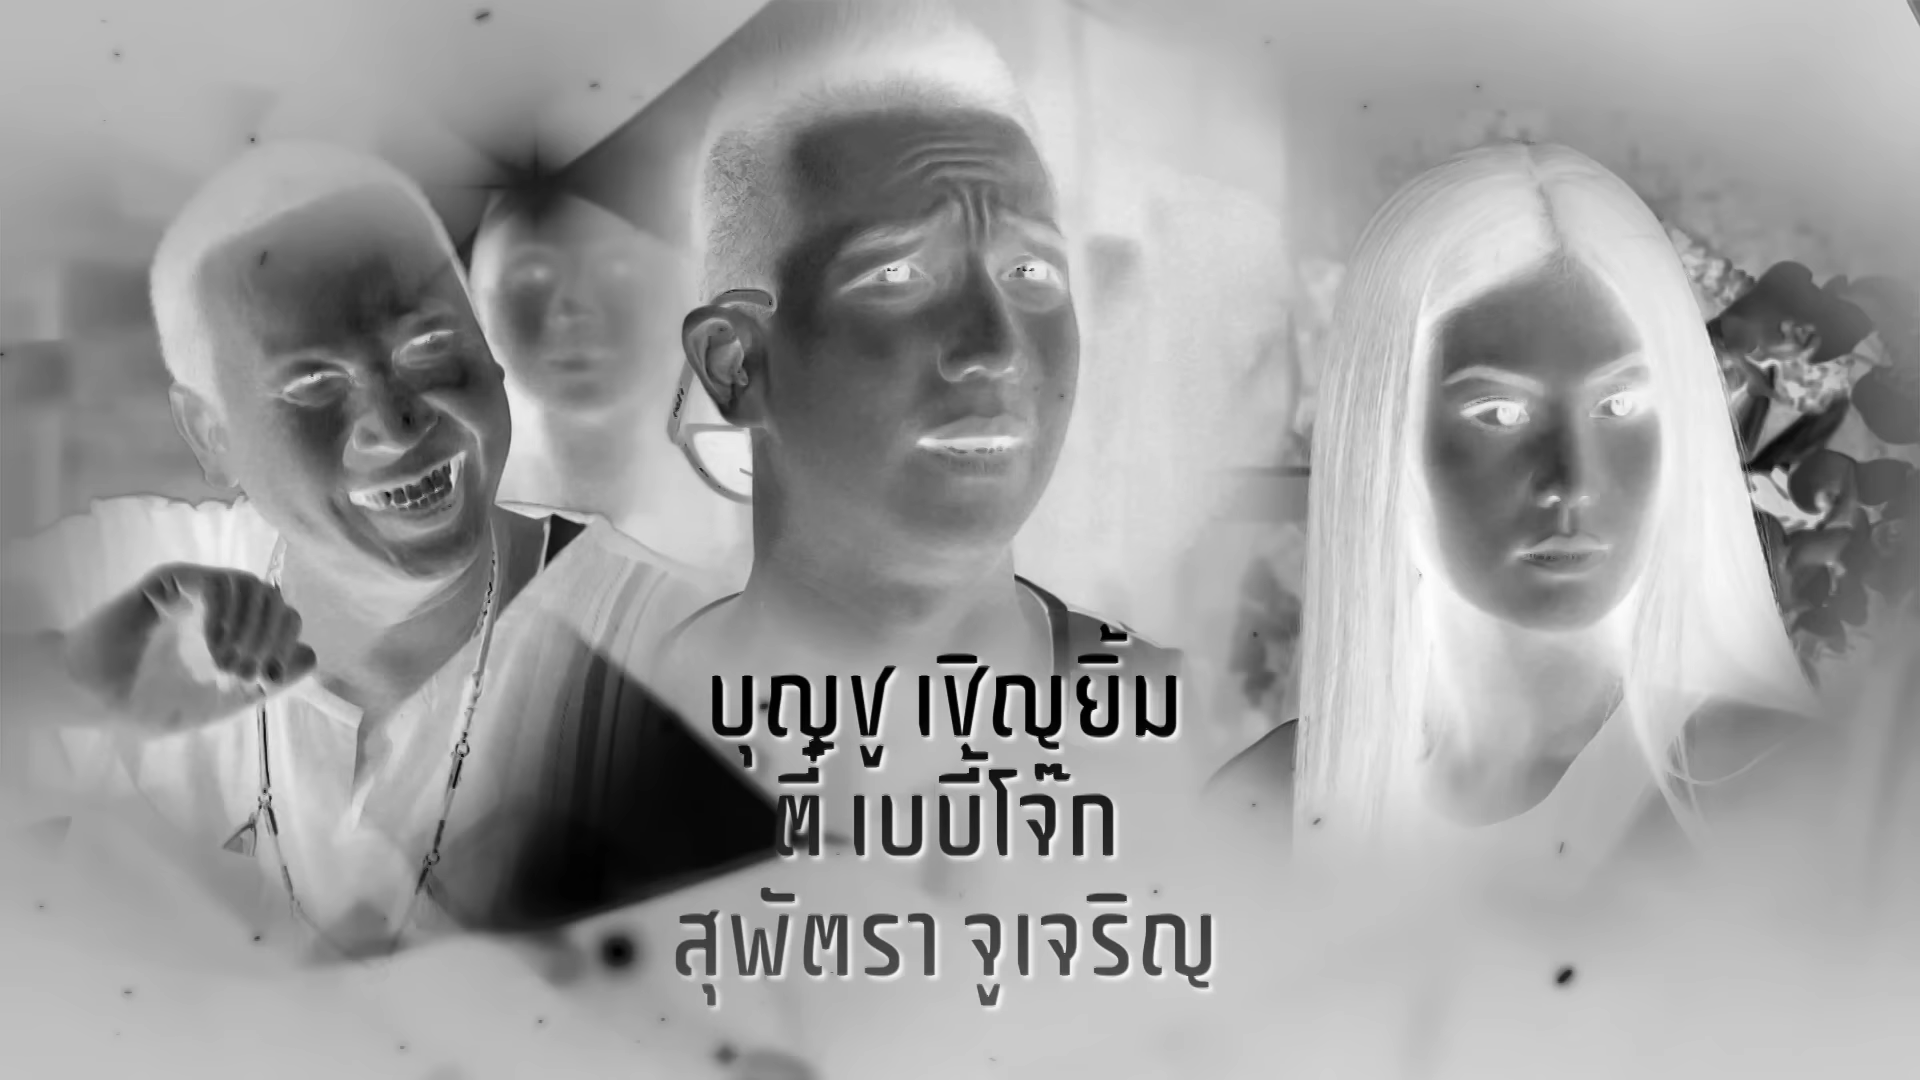 บุญชู เชิญยิ้ม
ตี๋ เบบี้โจ๊ก
สุพัตรา จูเจริญ